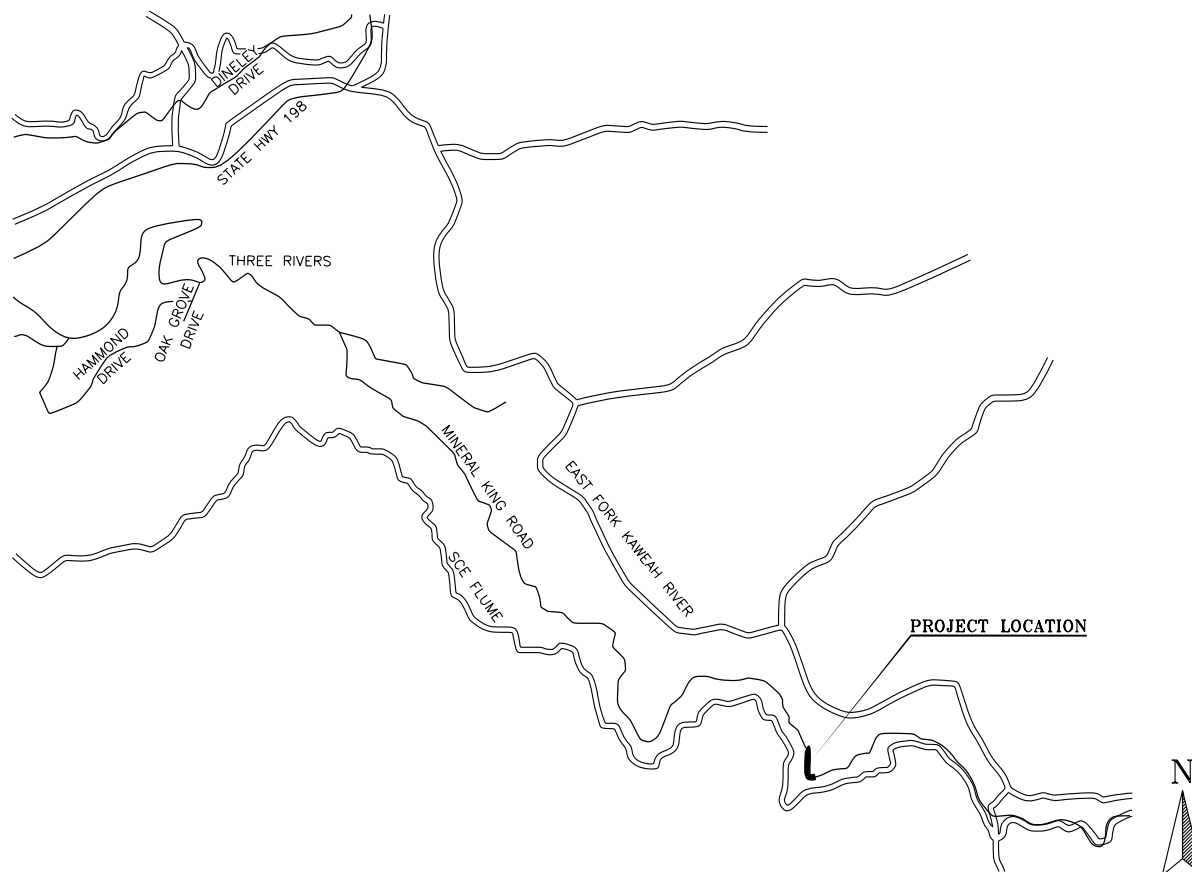 DINELEY
DRIVE
STATE HWY 198
THREE RIVERS
HAMMOND
DRIVE
OAK GROVE
DRIVE
MINERAL KING ROAD
EAST FORK KAWEAH RIVER
SCE FLUME
PROJECT LOCATION
N